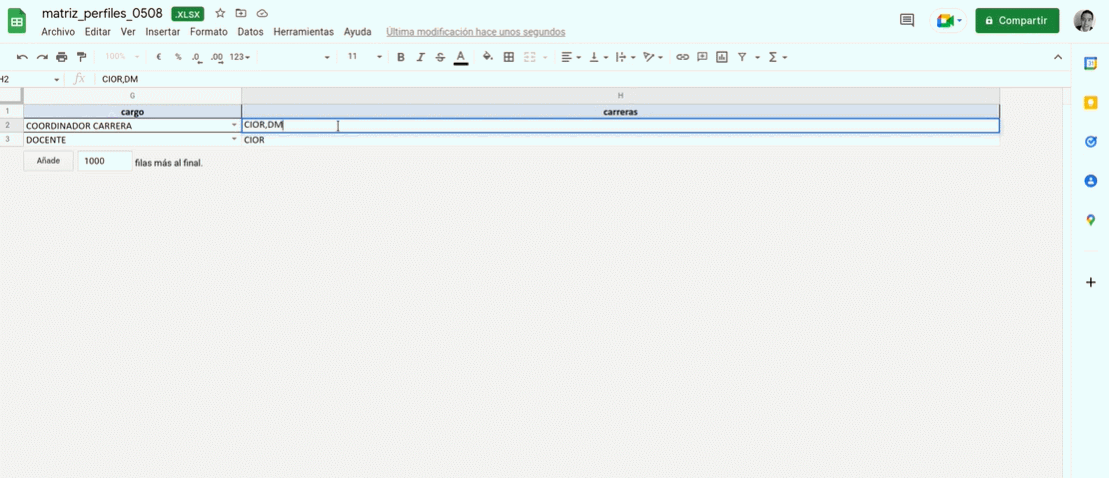 matriz_perfiles_0508 .XLSX
Archivo Editar Ver Insertar Formato Datos Herramientas Ayuda Última modificación hace unos segundos
Compartir
100% € % .0 .00 123 11 B I S A
H2 fx CIOR,DM
G H
1 cargo carreras
2 COORDINADOR CARRERA CIOR,DM
3 DOCENTE CIOR
Añade 1000 filas más al final.